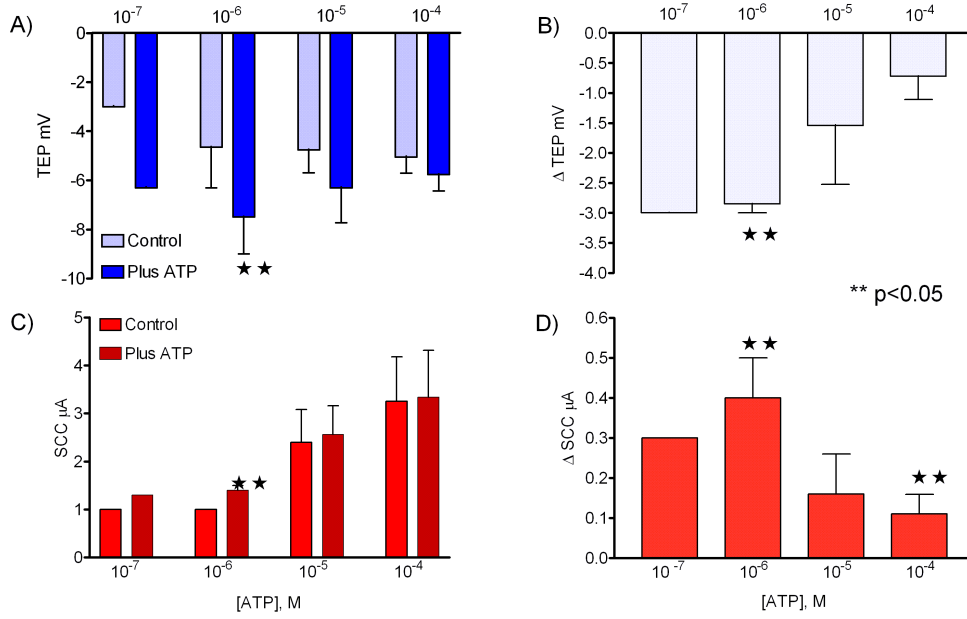 A)
10⁻⁷ 10⁻⁶ 10⁻⁵ 10⁻⁴
0
-2
-4
-6
-8
-10
TEP mV
Control
Plus ATP
★ ★
B)
10⁻⁷ 10⁻⁶ 10⁻⁵ 10⁻⁴
0.0
-0.5
-1.0
-1.5
-2.0
-2.5
-3.0
-3.5
-4.0
Δ TEP mV
★ ★
** p<0.05
C)
5
4
3
2
1
0
SCC µA
Control
Plus ATP
★ ★
10⁻⁷ 10⁻⁶ 10⁻⁵ 10⁻⁴
[ATP], M
D)
0.6
0.5
0.4
0.3
0.2
0.1
0.0
Δ SCC µA
★ ★
★ ★
10⁻⁷ 10⁻⁶ 10⁻⁵ 10⁻⁴
[ATP], M